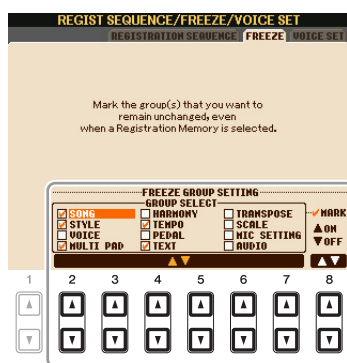 REGIST SEQUENCE/FREEZE/VOICE SET
REGISTRATION SEQUENCE FREEZE VOICE SET
Mark the group(s) that you want to
remain unchanged, even
when a Registration Memory is selected.
FREEZE GROUP SETTING
GROUP SELECT
SONG HARMONY TRANSPOSE MARK
STYLE TEMPO SCALE ON
VOICE PEDAL MIC SETTING OFF
MULTI PAD TEXT AUDIO
1 2 3 4 5 6 7 8